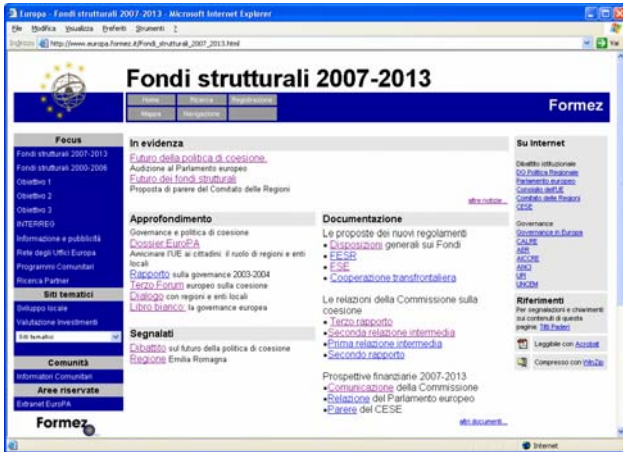 Europa - Fondi strutturali 2007-2013 - Microsoft Internet Explorer
File Modifica Visualizza Preferiti Strumenti ?
Indirizzo http://www.europa.formez.it/Fondi_strutturali_2007_2013.html Vai
Fondi strutturali 2007-2013
Home Ricerca Registrazione
Mappa Navigazione
Formez
Focus
Fondi strutturali 2007-2013
Fondi strutturali 2000-2006
Obiettivo 1
Obiettivo 2
Obiettivo 3
INTERREG
Informazione e pubblicità
Rete degli Uffici Europa
Programmi Comunitari
Ricerca Partner
Siti tematici
Sviluppo locale
Valutazione Investimenti
Siti tematici
Comunità
Informatori Comunitari
Aree riservate
Extranet EuroPA
Formez
In evidenza
Futuro della politica di coesione.
Audizione al Parlamento europeo
Futuro dei fondi strutturali
Proposta di parere del Comitato delle Regioni
altre notizie...
Approfondimento
Governance e politica di coesione
Dossier EuroPA
Avvicinare l'UE ai cittadini: il ruolo di regioni e enti
locali
Rapporto sulla governance 2003-2004
Terzo Forum europeo sulla coesione
Dialogo con regioni e enti locali
Libro bianco: la governance europea
Segnalati
Dibattito sul futuro della politica di coesione
Regione Emilia Romagna
Documentazione
Le proposte dei nuovi regolamenti
• Disposizioni generali sui Fondi
• FESR
• FSE
• Cooperazione transfrontaliera
Le relazioni della Commissione sulla
coesione
• Terzo rapporto
•Seconda relazione intermedia
•Prima relazione intermedia
•Secondo rapporto
Prospettive finanziarie 2007-2013
•Comunicazione della Commissione
•Relazione del Parlamento europeo
•Parere del CESE
altri documenti...
Su Internet
Dibattito istituzionale
DG Politica Regionale
Parlamento europeo
Consiglio dell'UE
Comitato delle Regioni
CESE
Governance
Governance in Europa
CALRE
AER
AICCRE
ANCI
UPI
UNCEM
Riferimenti
Per segnalazioni e chiarimenti
sui contenuti di questa
pagina:
Leggibile con Acrobat
Compresso con WinZip
Internet